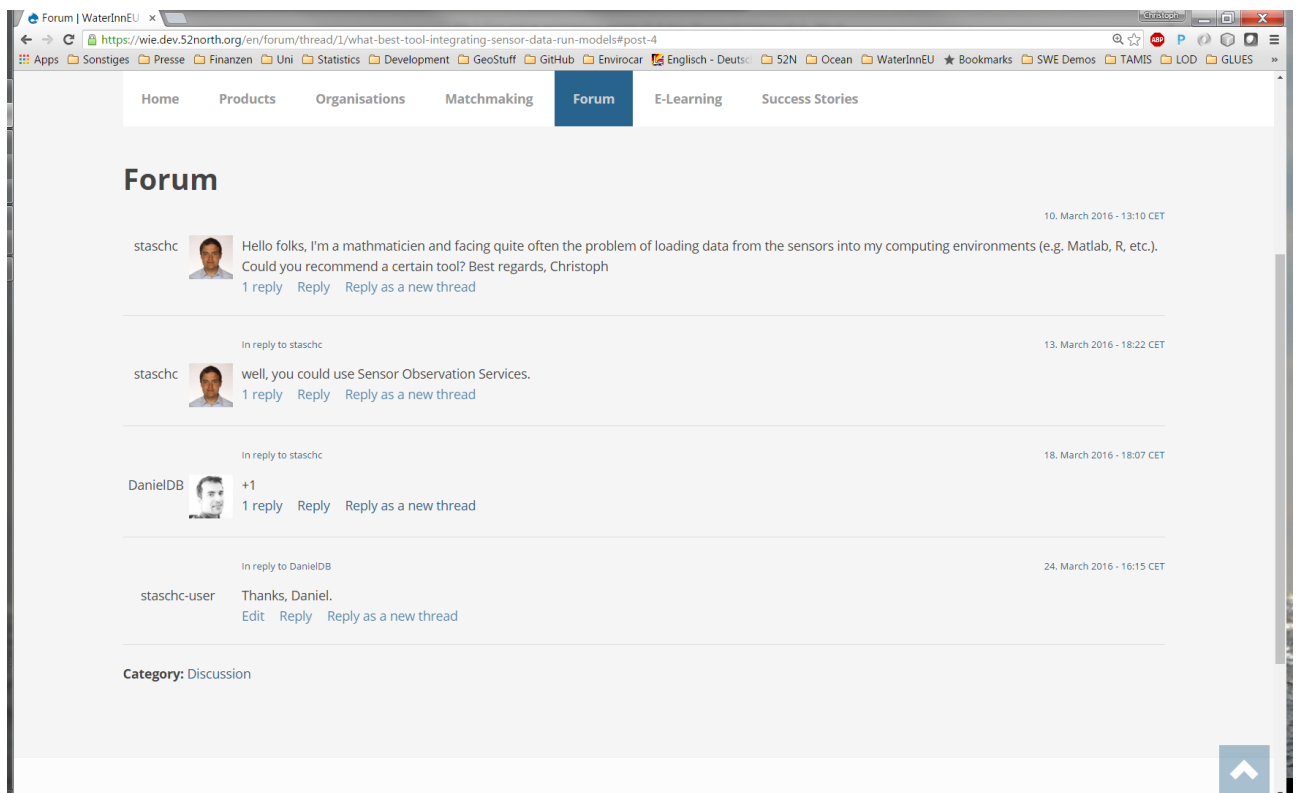 Forum | WaterInnEU
Christoph
https://wie.dev.52north.org/en/forum/thread/1/what-best-tool-integrating-sensor-data-run-models#post-4
ABP P
Apps Sonstiges Presse Finanzen Uni Statistics Development GeoStuff GitHub Envirocar Englisch - Deutsc 52N Ocean WaterInnEU Bookmarks SWE Demos TAMIS LOD GLUES »
Home Products Organisations Matchmaking Forum E-Learning Success Stories
Forum
10. March 2016 - 13:10 CET
staschc Hello folks, I'm a mathmaticien and facing quite often the problem of loading data from the sensors into my computing environments (e.g. Matlab, R, etc.).
Could you recommend a certain tool? Best regards, Christoph
1 reply Reply Reply as a new thread
In reply to staschc 13. March 2016 - 18:22 CET
staschc well, you could use Sensor Observation Services.
1 reply Reply Reply as a new thread
In reply to staschc 18. March 2016 - 18:07 CET
DanielDB +1
1 reply Reply Reply as a new thread
In reply to DanielDB 24. March 2016 - 16:15 CET
staschc-user Thanks, Daniel.
Edit Reply Reply as a new thread
Category: Discussion